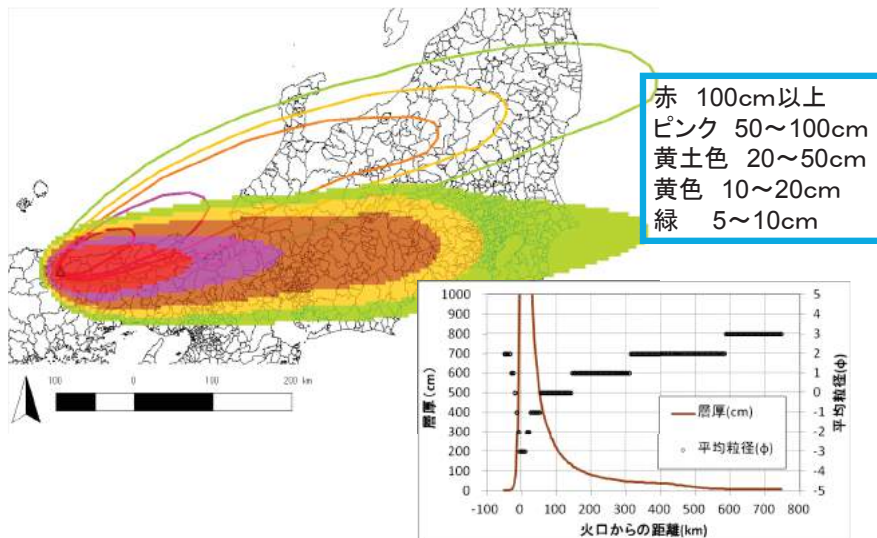 赤　100cm以上
ピンク　50～100cm
黄土色　20～50cm
黄色　10～20cm
緑　5～10cm
100 0 100 200 km
層厚(cm)
1000
900
800
700
600
500
400
300
200
100
0
5
4
3
2
1
0
-1
-2
-3
-4
-5
平均粒径(φ)
層厚(cm)
平均粒径(φ)
-100 0 100 200 300 400 500 600 700 800
火口からの距離(km)